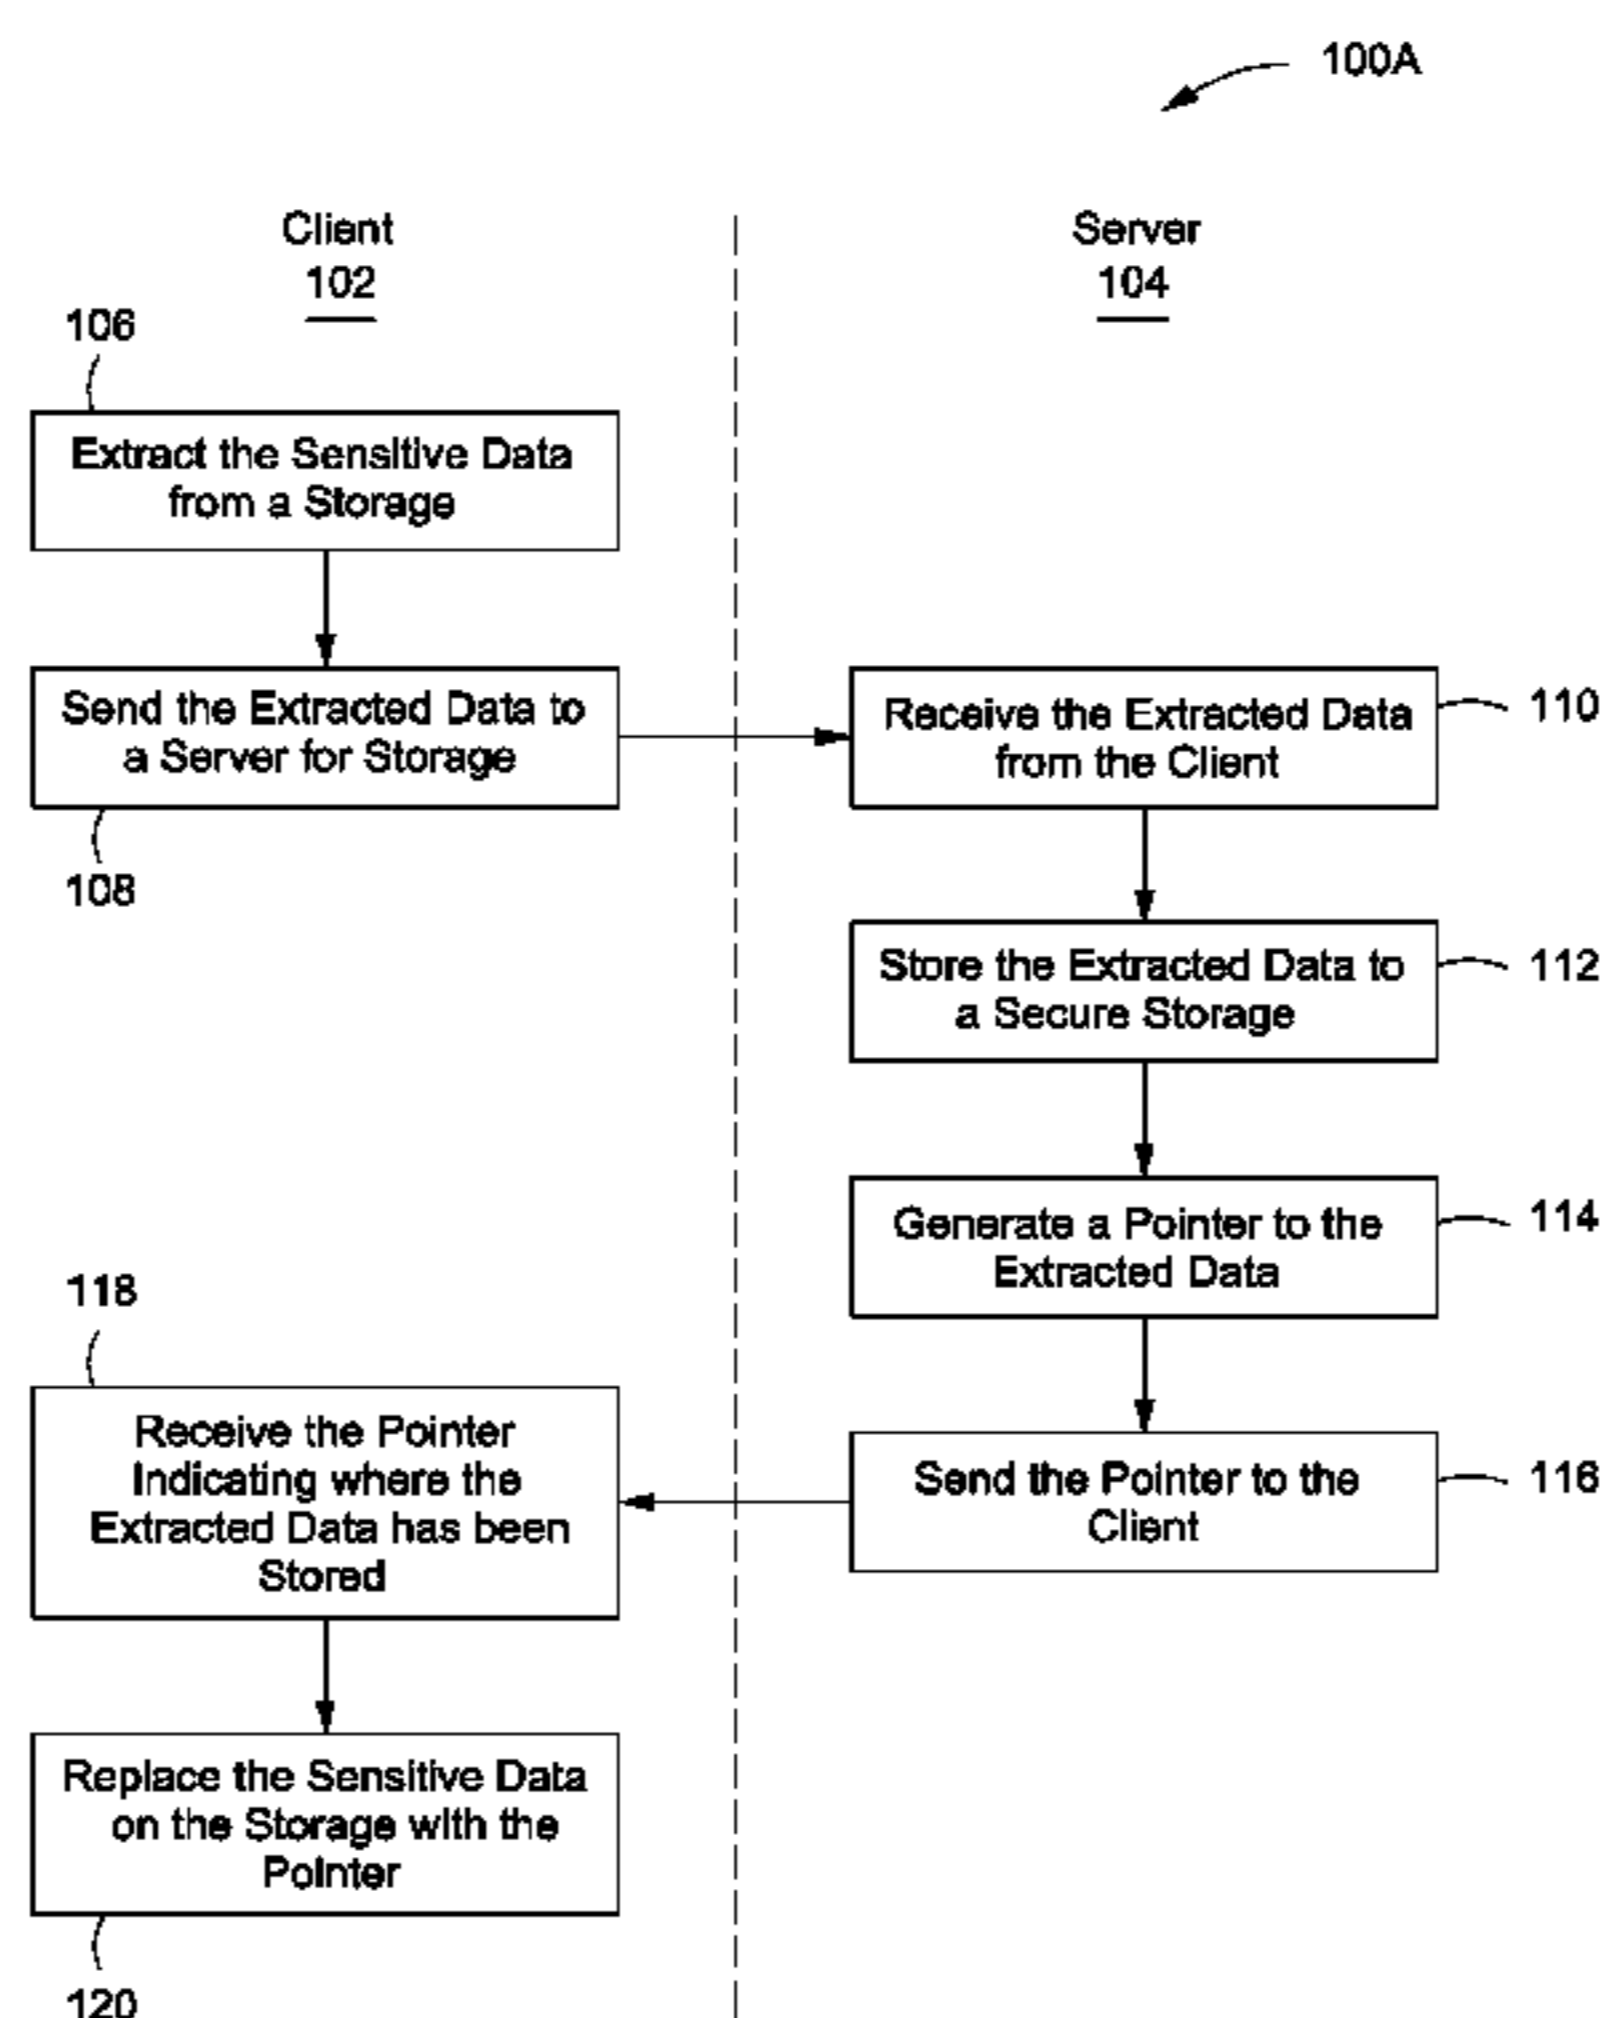 100A
Client
102
Server
104
106
Extract the Sensitive Data
from a Storage
Send the Extracted Data to
a Server for Storage
108
Receive the Extracted Data
from the Client
110
Store the Extracted Data to
a Secure Storage
112
Generate a Pointer to the
Extracted Data
114
Send the Pointer to the
Client
116
118
Receive the Pointer
Indicating where the
Extracted Data has been
Stored
Replace the Sensitive Data
on the Storage with the
Pointer
120